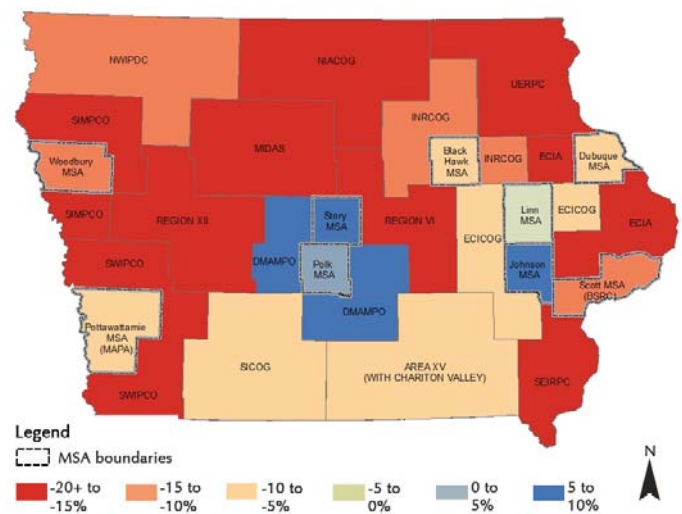 NWIPDC
NIACOG
UERPC
SIMPCO
INRCOG
MIDAS
Woodbury
MSA
Black
Hawk
MSA
INRCOG
ECIA
Dubuque
MSA
SIMPCO
REGION XII
Story
MSA
REGION VI
ECICOG
Linn
MSA
ECICOG
ECIA
SWIPCO
DMAMPO
Polk
MSA
Johnson
MSA
Scott MSA
(BSRC)
Pottawattamie
MSA
(MAPA)
DMAMPO
SICOG
AREA XV
(WITH CHARITON VALLEY)
SEIRPC
SWIPCO
Legend
MSA boundaries
N
-20+ to
-15%
-15 to
-10%
-10 to
-5%
-5 to
0%
0 to
5%
5 to
10%